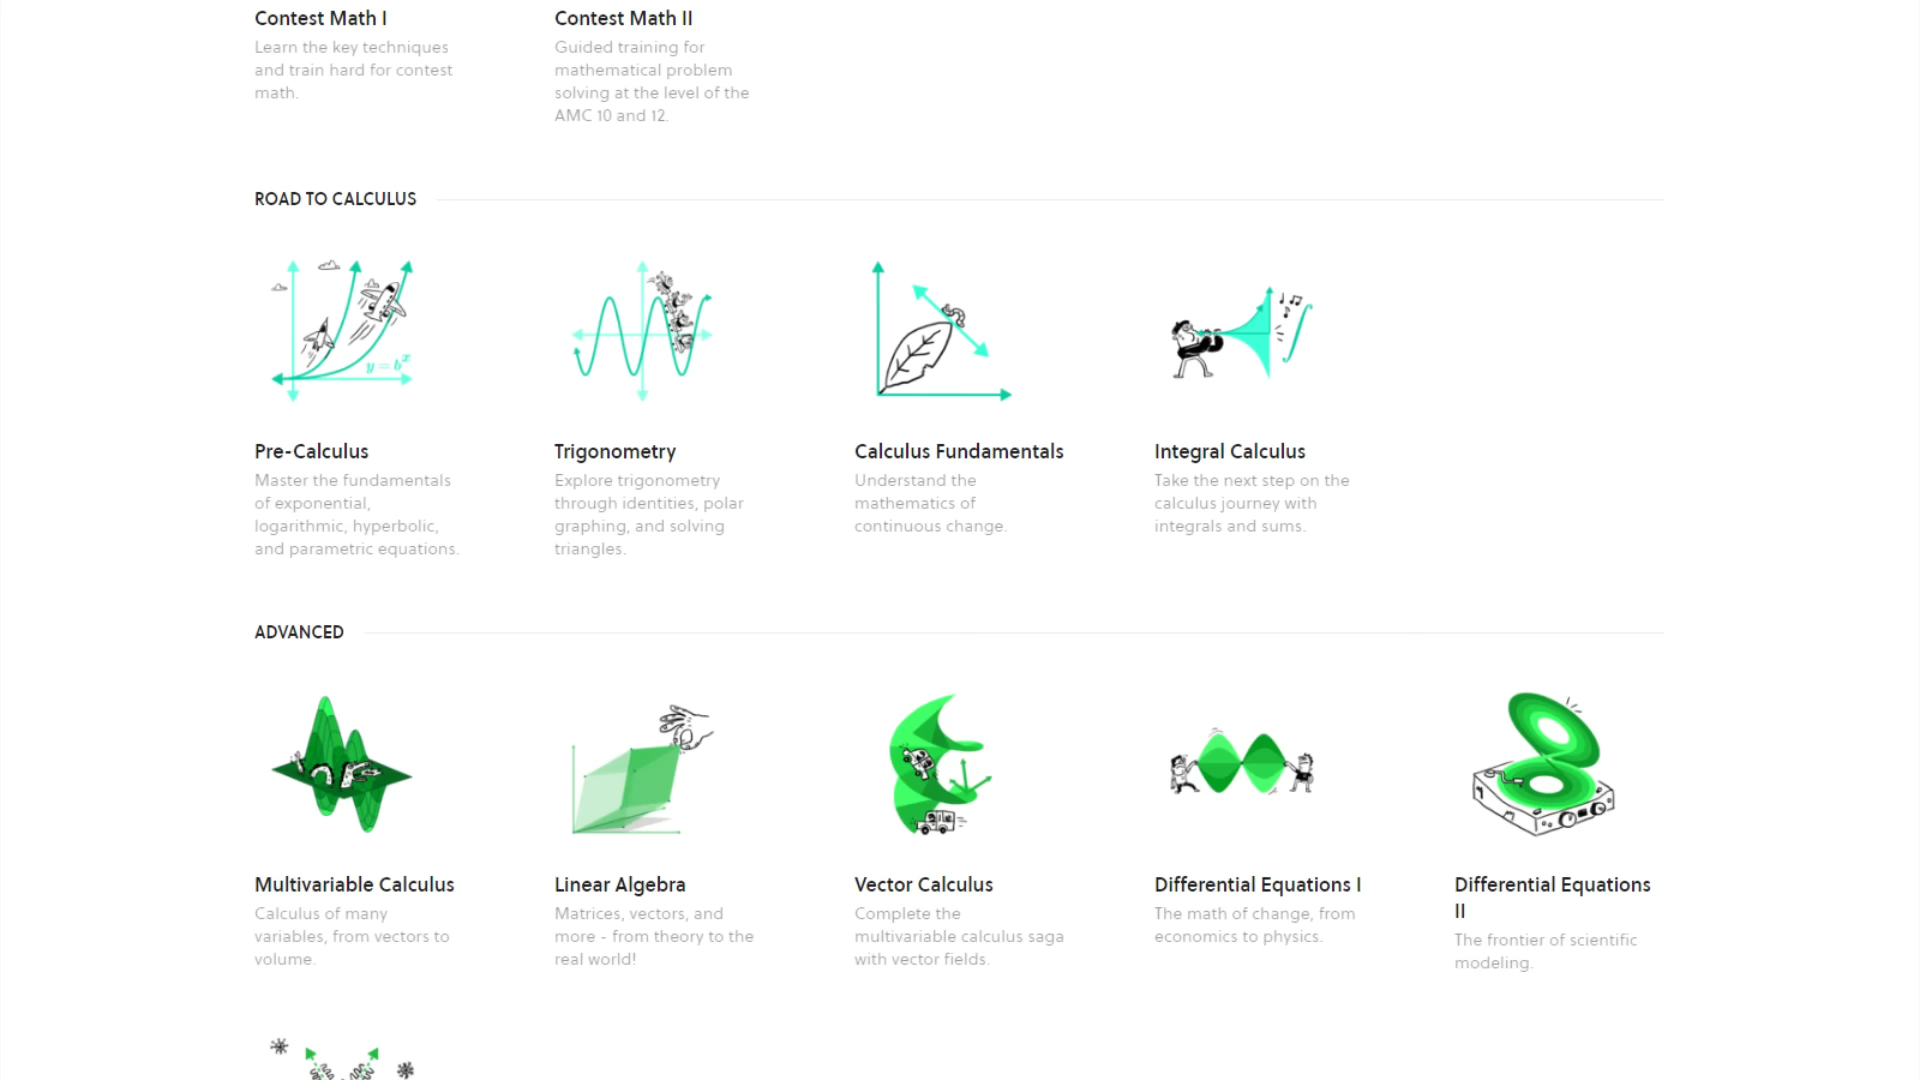 Contest Math I
Learn the key techniques
and train hard for contest
math.
Contest Math II
Guided training for
mathematical problem
solving at the level of the
AMC 10 and 12.
ROAD TO CALCULUS
y = b^x
Pre-Calculus
Master the fundamentals
of exponential,
logarithmic, hyperbolic,
and parametric equations.
Trigonometry
Explore trigonometry
through identities, polar
graphing, and solving
triangles.
Calculus Fundamentals
Understand the
mathematics of
continuous change.
Integral Calculus
Take the next step on the
calculus journey with
integrals and sums.
ADVANCED
Multivariable Calculus
Calculus of many
variables, from vectors to
volume.
Linear Algebra
Matrices, vectors, and
more - from theory to the
real world!
Vector Calculus
Complete the
multivariable calculus saga
with vector fields.
Differential Equations I
The math of change, from
economics to physics.
Differential Equations
II
The frontier of scientific
modeling.